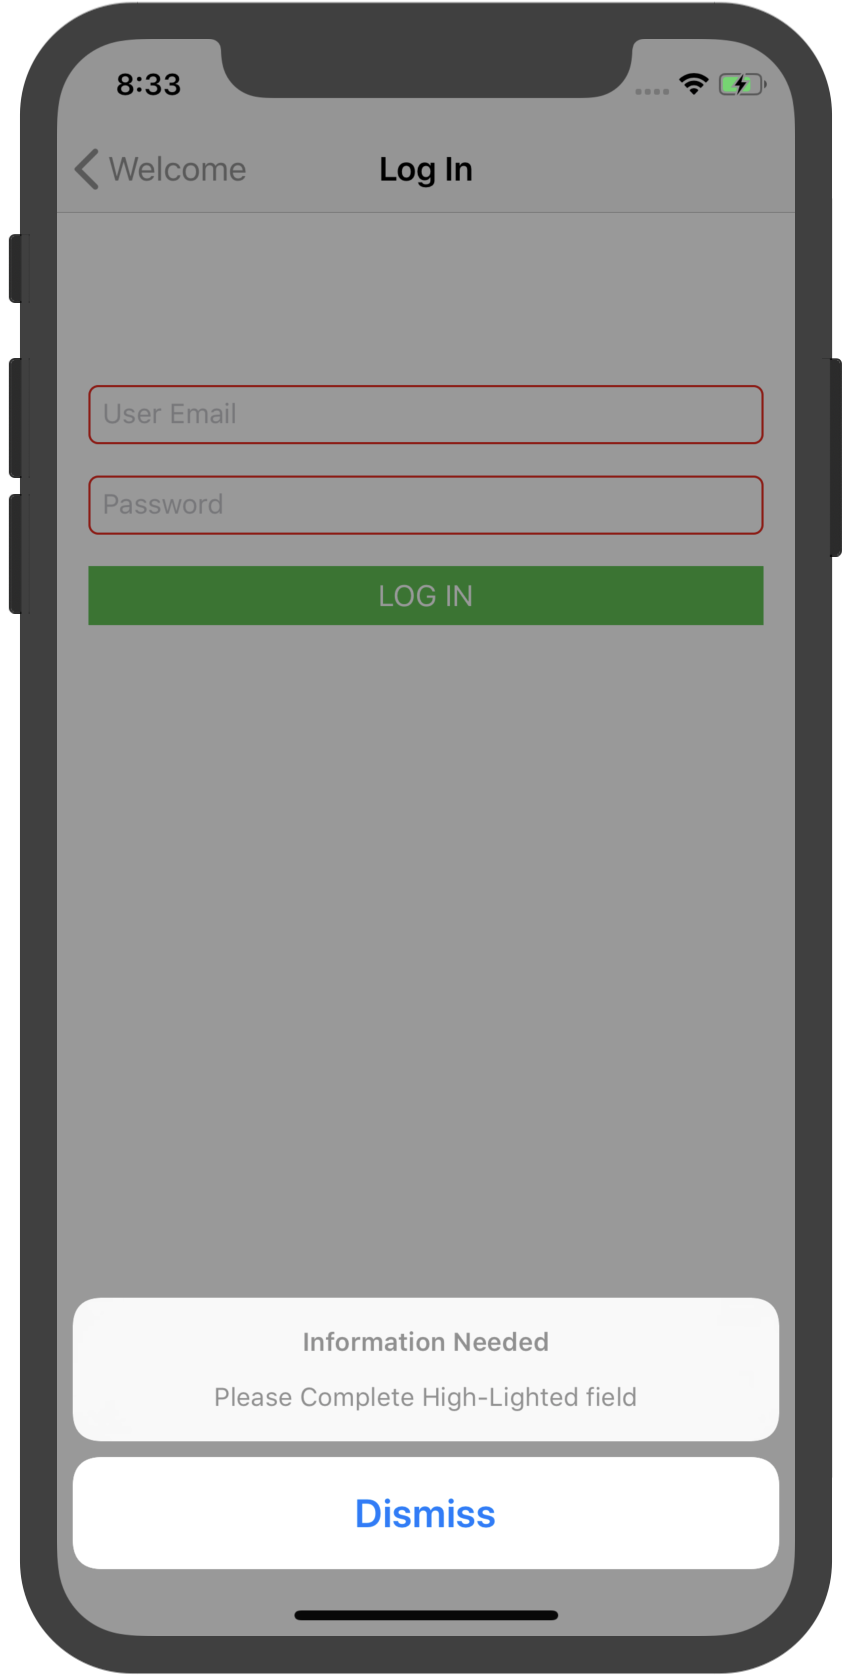 8:33
Welcome
Log In
User Email
Password
LOG IN
Information Needed
Please Complete High-Lighted field
Dismiss